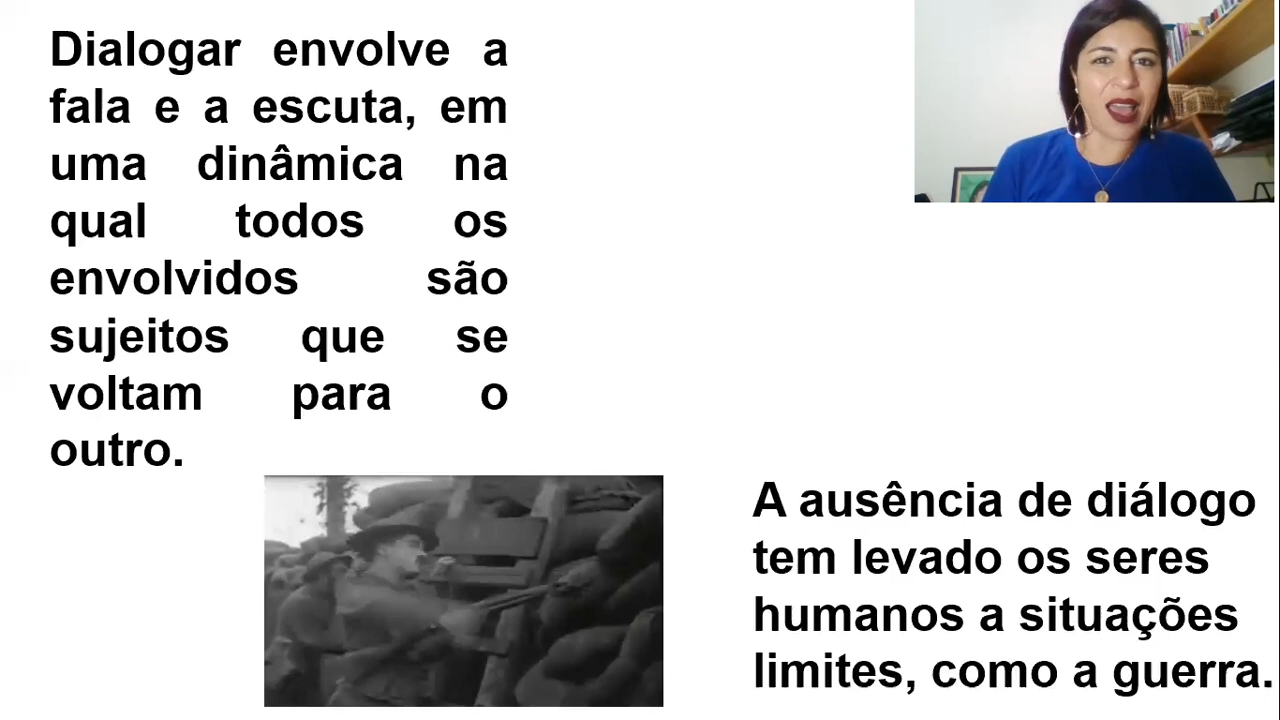 Dialogar envolve a
fala e a escuta, em
uma dinâmica na
qual todos os
envolvidos são
sujeitos que se
voltam para o
outro.
A ausência de diálogo
tem levado os seres
humanos a situações
limites, como a guerra.